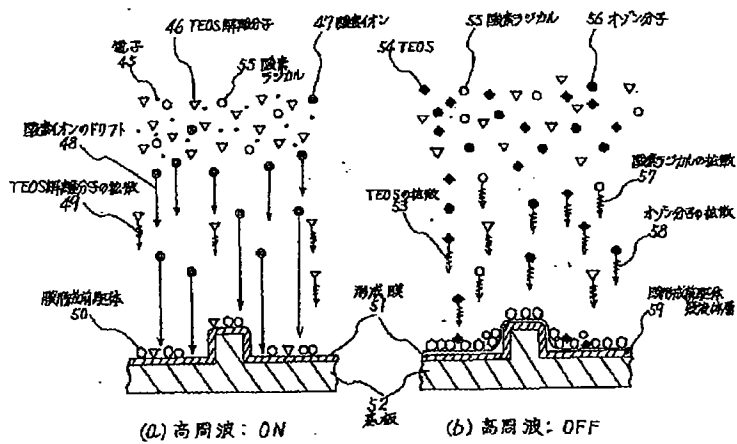 電子
45
46 TEOS解離分子
55 酸素
ラジカル
47酸素イオン
酸素イオンのドリフト
48
TEOS解離分子の拡散
49
膜形成前駆体
50
形成膜
51
52
基板
(a) 高周波: ON
54 TEOS
55 酸素ラジカル
56 オゾン分子
酸素ラジカルの拡散
57
TEOSの拡散
53
オゾン分子の拡散
58
膜形成前駆体
59
(b) 高周波: OFF